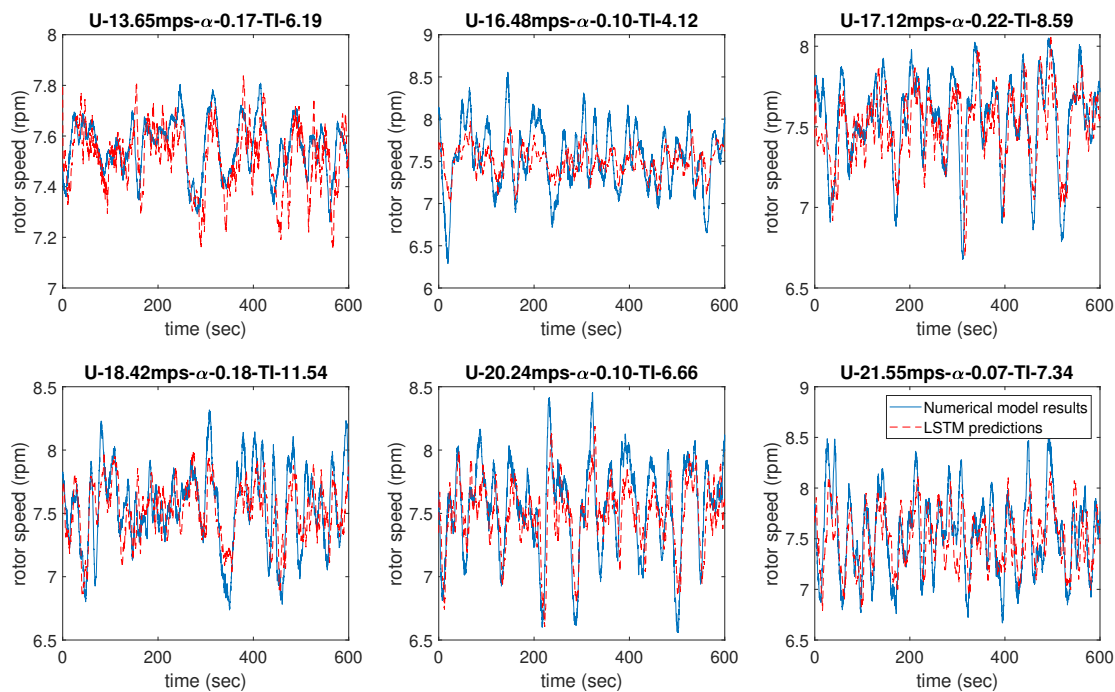 U-13.65mps-α-0.17-TI-6.19
8
7.8
7.6
7.4
7.2
7
rotor speed (rpm)
0
200
400
600
time (sec)
U-16.48mps-α-0.10-TI-4.12
9
8.5
8
7.5
7
6.5
6
rotor speed (rpm)
0
200
400
600
time (sec)
U-17.12mps-α-0.22-TI-8.59
8
7.5
7
6.5
rotor speed (rpm)
0
200
400
600
time (sec)
U-18.42mps-α-0.18-TI-11.54
8.5
8
7.5
7
6.5
rotor speed (rpm)
0
200
400
600
time (sec)
U-20.24mps-α-0.10-TI-6.66
8.5
8
7.5
7
6.5
rotor speed (rpm)
0
200
400
600
time (sec)
U-21.55mps-α-0.07-TI-7.34
Numerical model results
LSTM predictions
9
8.5
8
7.5
7
6.5
rotor speed (rpm)
0
200
400
600
time (sec)